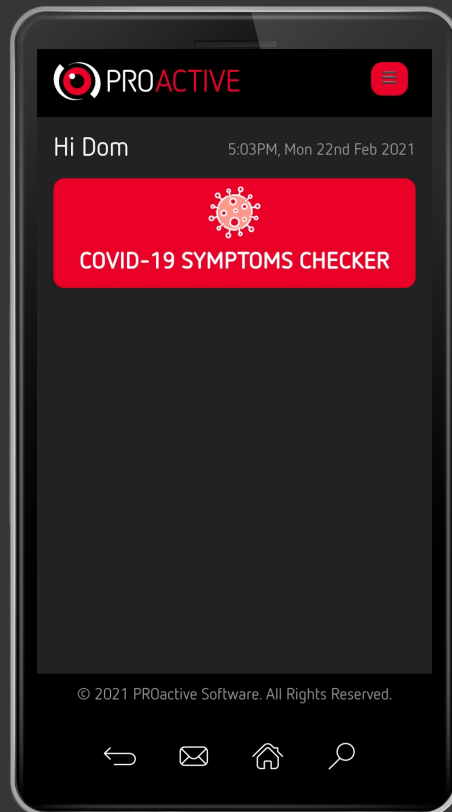 PROACTIVE
Hi Dom
5:03PM, Mon 22nd Feb 2021
COVID-19 SYMPTOMS CHECKER
© 2021 PROactive Software. All Rights Reserved.